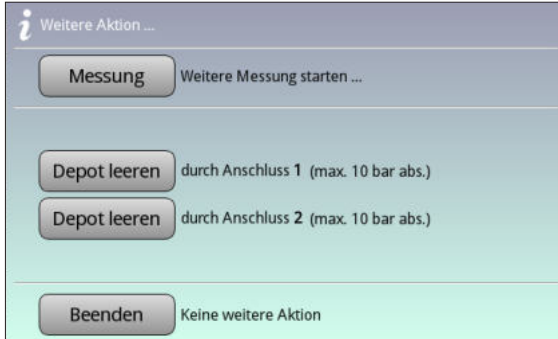 Weitere Aktion ...
Messung Weitere Messung starten ...
Depot leeren durch Anschluss 1 (max. 10 bar abs.)
Depot leeren durch Anschluss 2 (max. 10 bar abs.)
Beenden Keine weitere Aktion